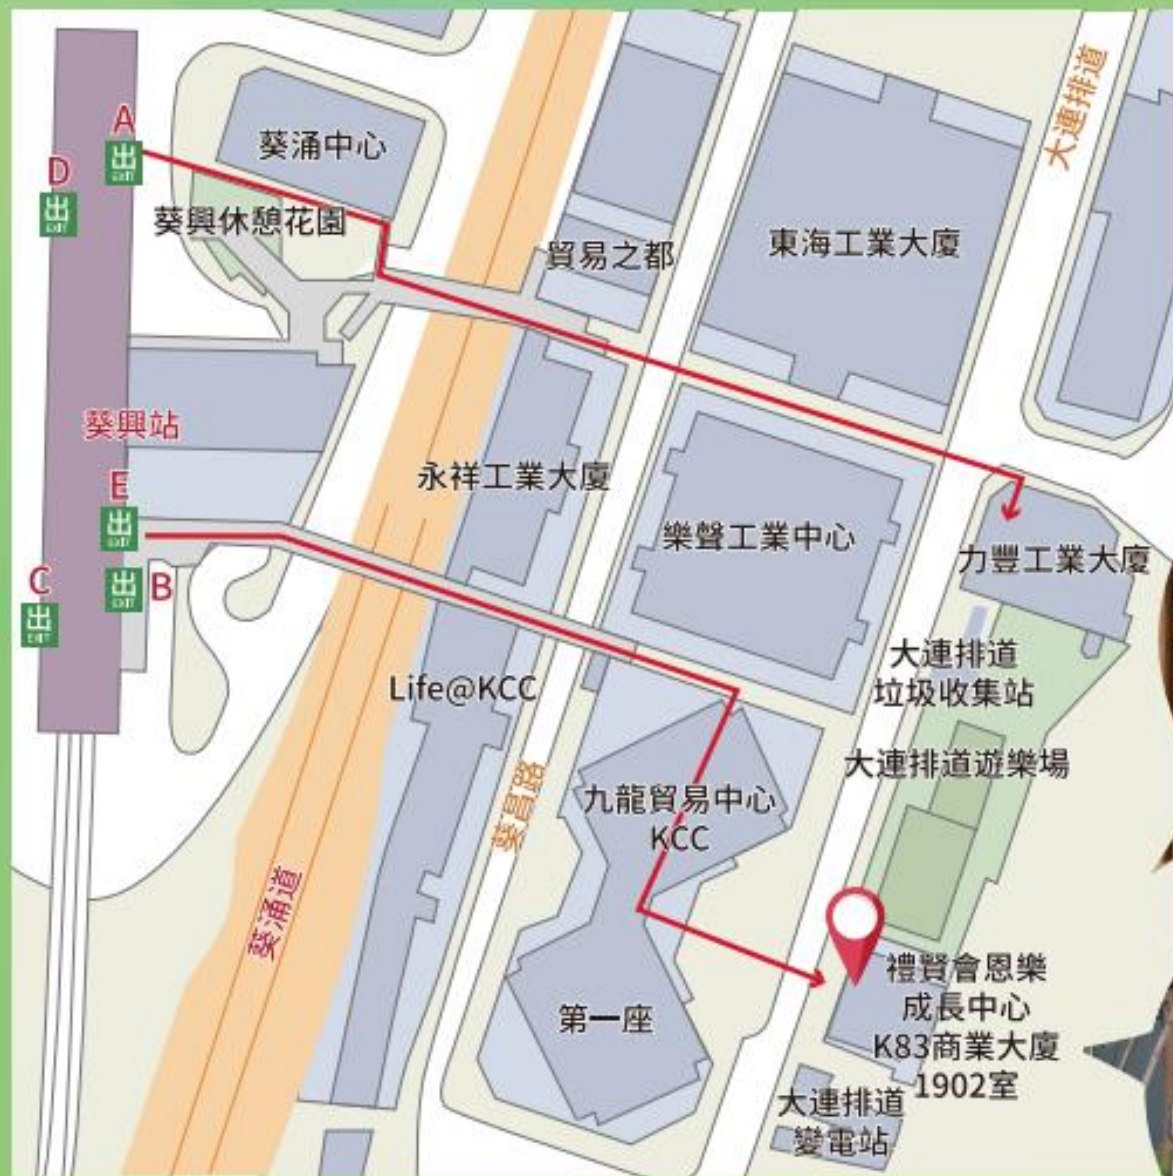 大連排道
A
出
EXIT
葵涌中心
D
出
EXIT
葵興休憩花園
貿易之都
東海工業大廈
葵興站
E
出
EXIT
永祥工業大廈
樂聲工業中心
力豐工業大廈
C
出
EXIT
出
EXIT
B
大連排道
垃圾收集站
Life@KCC
大連排道遊樂場
葵昌路
九龍貿易中心
KCC
葵涌道
第一座
禮賢會恩樂
成長中心
K83商業大廈
1902室
大連排道
變電站